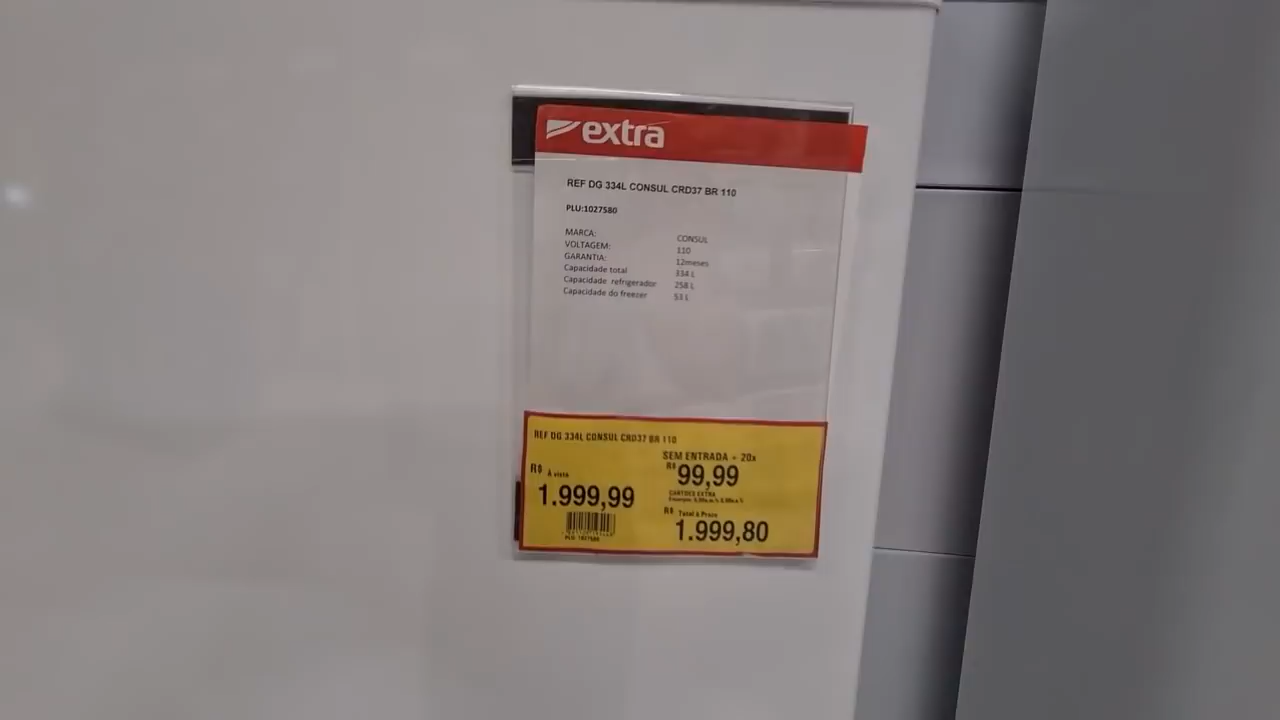 extra
REF DG 334L CONSUL CRD37 BR 110
PLU:1027580
MARCA: CONSUL
VOLTAGEM: 110
GARANTIA: 12meses
Capacidade total 334 L
Capacidade refrigerador 258 L
Capacidade do freezer 53 L
REF DG 334L CONSUL CRD37 BR 110
SEM ENTRADA + 20x
R$ À vista
1.999,99
R$ 99,99
CARTÕES EXTRA
R$ Total à Prazo
1.999,80
PLU: 1027580